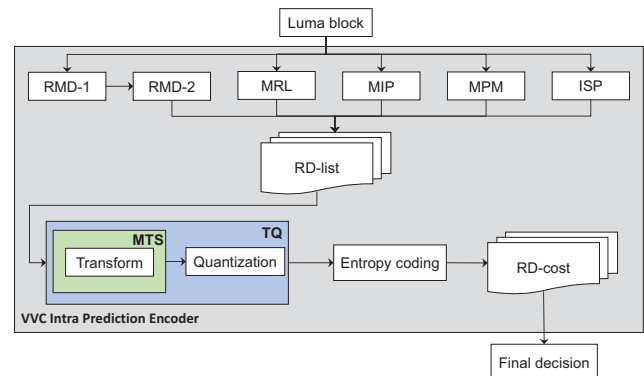 Luma block
RMD-1
RMD-2
MRL
MIP
MPM
ISP
RD-list
TQ
MTS
Transform
Quantization
Entropy coding
RD-cost
VVC Intra Prediction Encoder
Final decision